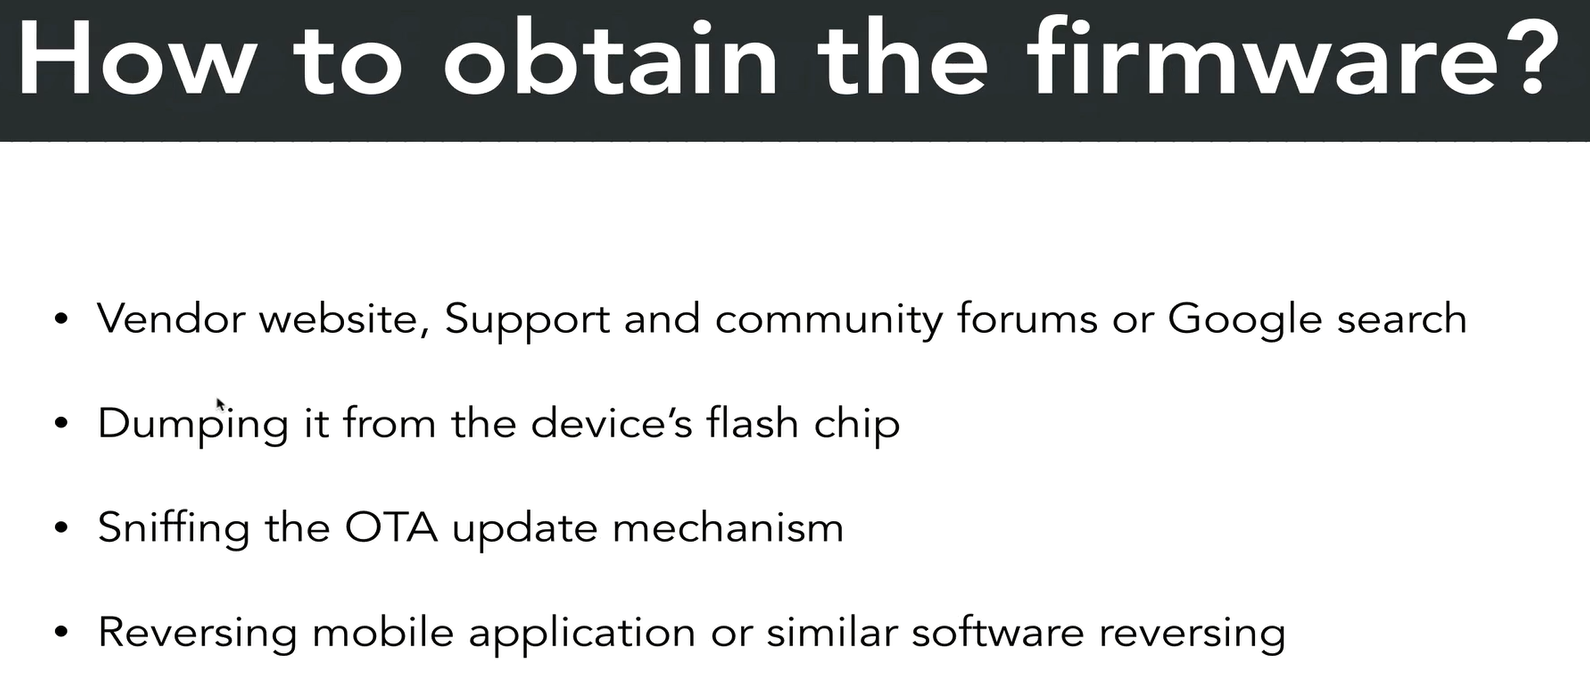 How to obtain the firmware?
• Vendor website, Support and community forums or Google search
• Dumping it from the device’s flash chip
• Sniffing the OTA update mechanism
• Reversing mobile application or similar software reversing